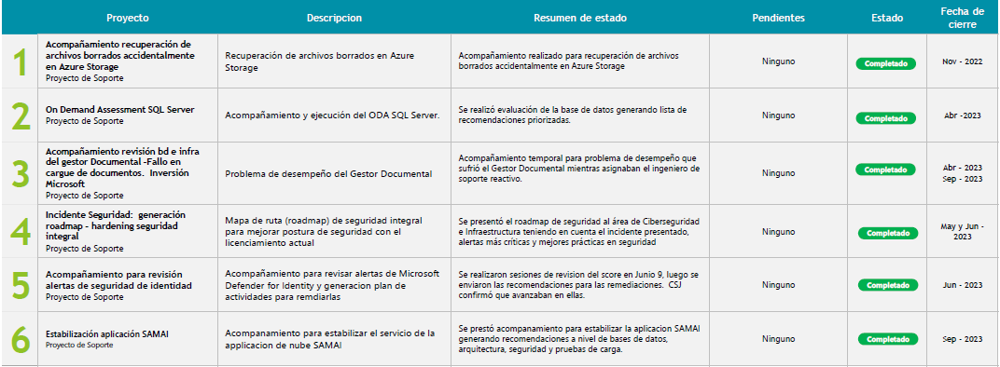 Proyecto
Descripcion
Resumen de estado
Pendientes
Estado
Fecha de
cierre
1
Acompañamiento recuperación de
archivos borrados accidentalmente
en Azure Storage
Proyecto de Soporte
Recuperación de archivos borrados en Azure
Storage
Acompañamiento realizado para recuperación de archivos
borrados accidentalmente en Azure Storage
Ninguno
Completado
Nov - 2022
2
On Demand Assessment SQL Server
Proyecto de Soporte
Acompañamiento y ejecución del ODA SQL Server.
Se realizó evaluación de la base de datos generando lista de
recomendaciones priorizadas.
Ninguno
Completado
Abr -2023
3
Acompañamiento revisión bd e infra
del gestor Documental -Fallo en
cargue de documentos. Inversión
Microsoft
Proyecto de Soporte
Problema de desempeño del Gestor Documental
Acompañamiento temporal para problema de desempeño que
sufrió el Gestor Documental mientras asignaban el ingeniero de
soporte reactivo.
Ninguno
Completado
Abr - 2023
Sep - 2023
4
Incidente Seguridad: generación
roadmap - hardening seguridad
integral
Proyecto de Soporte
Mapa de ruta (roadmap) de seguridad integral
para mejorar postura de seguridad con el
licenciamiento actual
Se presentó el roadmap de seguridad al área de Ciberseguridad
e Infraestructura teniendo en cuenta el incidente presentado,
alertas más críticas y mejores prácticas en seguridad
Ninguno
Completado
May y Jun -
2023
5
Acompañamiento para revisión
alertas de seguridad de identidad
Proyecto de Soporte
Acompañamiento para revisar alertas de Microsoft
Defender for Identity y generacion plan de
actividades para remdiarlas
Se realizaron sesiones de revision del score en Junio 9, luego se
enviaron las recomendaciones para las remediaciones. CSJ
confirmó que avanzaban en ellas.
Ninguno
Completado
Jun - 2023
6
Estabilización aplicación SAMAI
Proyecto de Soporte
Acompanamiento para estabilizar el servicio de la
applicacion de nube SAMAI
Se prestó acompanamiento para estabilizar la aplicacion SAMAI
generando recomendaciones a nivel de bases de datos,
arquitectura, seguridad y pruebas de carga.
Ninguno
Completado
Sep - 2023